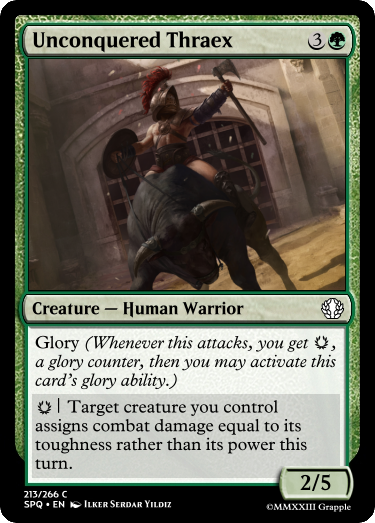 Unconquered Thraex 3
Creature — Human Warrior
Glory (Whenever this attacks, you get ,
a glory counter, then you may activate this
card's glory ability.)
| Target creature you control
assigns combat damage equal to its
toughness rather than its power this
turn.
2/5
213/266 C
SPQ • EN Ilker Serdar Yildiz
©MMXXIII Grapple